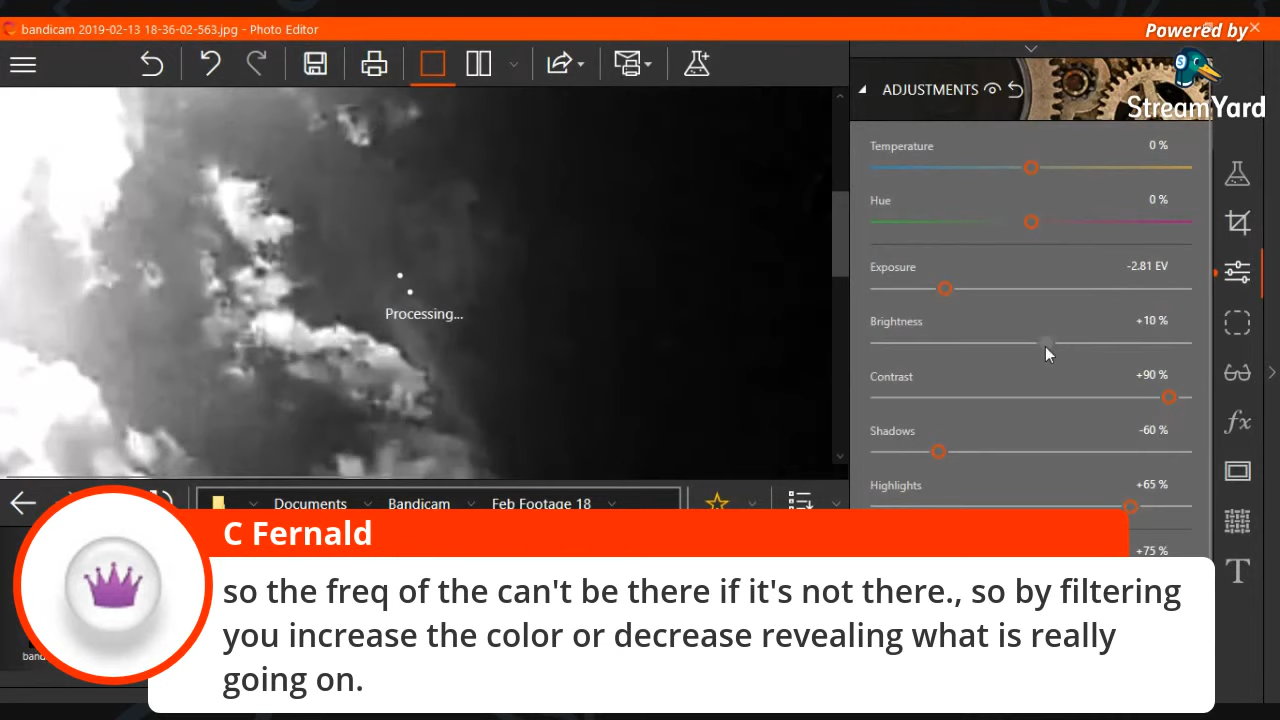 bandicam 2019-02-13 18-36-02-563.jpg - Photo Editor
Powered by
StreamYard
ADJUSTMENTS
Temperature 0 %
Hue 0 %
Exposure -2.81 EV
Brightness +10 %
Processing...
Contrast +90 %
Shadows -60 %
Highlights +65 %
Documents Bandicam Feb Footage 18
C Fernald
+75 %
so the freq of the can't be there if it's not there., so by filtering
you increase the color or decrease revealing what is really
going on.
band
fx
T